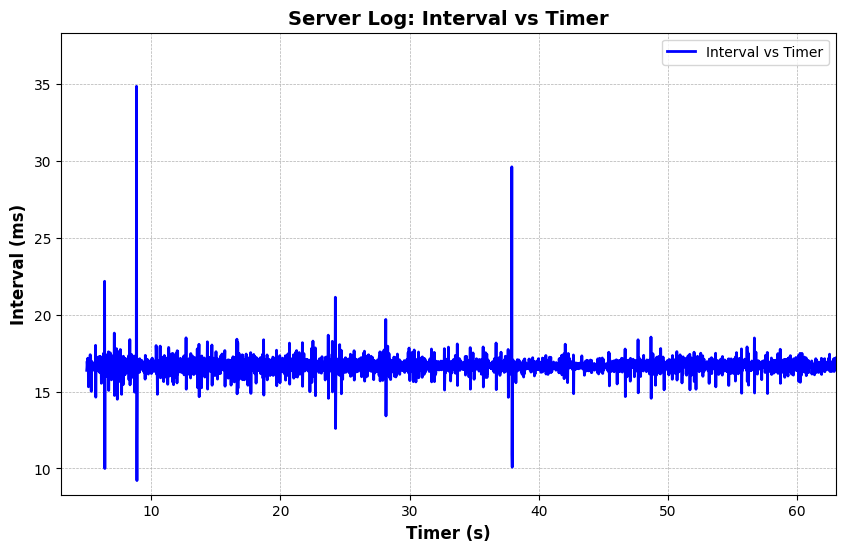 Server Log: Interval vs Timer
Interval vs Timer
35
30
25
20
15
10
Interval (ms)
10 20 30 40 50 60
Timer (s)